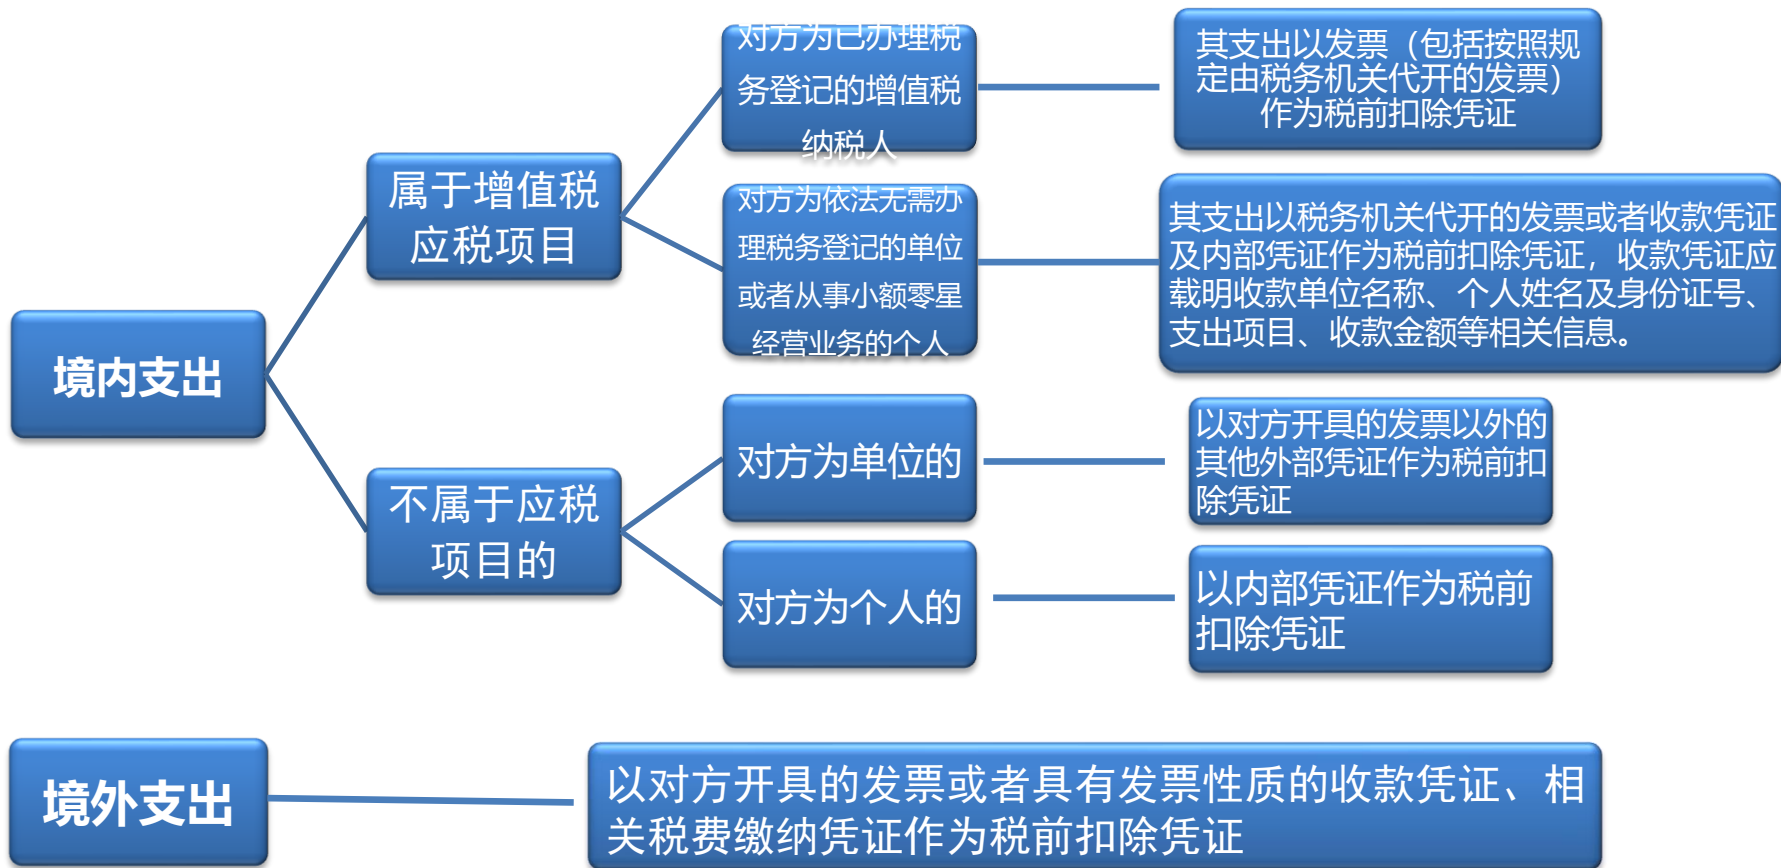 境内支出
属于增值税
应税项目
对方为已办理税
务登记的增值税
纳税人
其支出以发票（包括按照规
定由税务机关代开的发票）
作为税前扣除凭证
对方为依法无需办
理税务登记的单位
或者从事小额零星
经营业务的个人
其支出以税务机关代开的发票或者收款凭证
及内部凭证作为税前扣除凭证，收款凭证应
载明收款单位名称、个人姓名及身份证号、
支出项目、收款金额等相关信息。
不属于应税
项目的
对方为单位的
以对方开具的发票以外的
其他外部凭证作为税前扣
除凭证
对方为个人的
以内部凭证作为税前
扣除凭证
境外支出
以对方开具的发票或者具有发票性质的收款凭证、相
关税费缴纳凭证作为税前扣除凭证